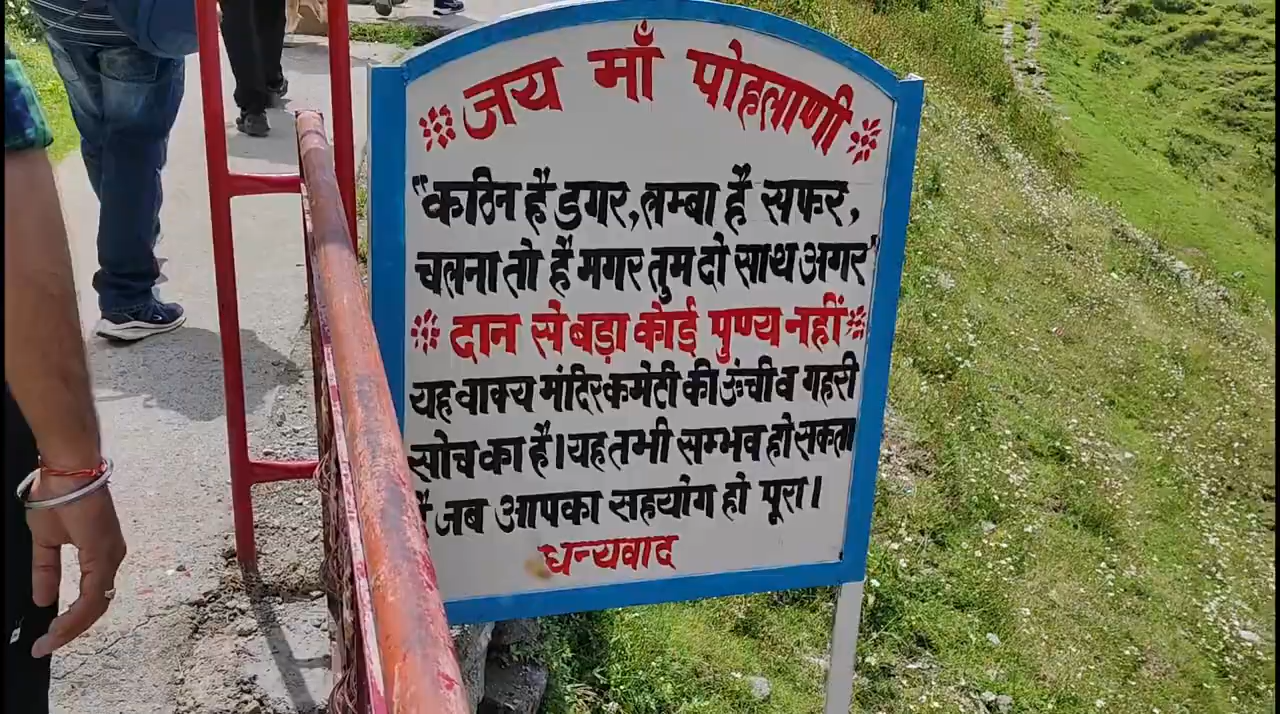 जय माँ पोहलाणी
"कठिन है डगर, लम्बा है सफर,
चलना तो है मगर तुम दो साथ अगर"
दान से बड़ा कोई पुण्य नहीं
यह वाक्य मंदिर कमेटी की ऊंची व गहरी
सोच का है। यह तभी सम्भव हो सकता
है जब आपका सहयोग हो पूरा।
धन्यवाद